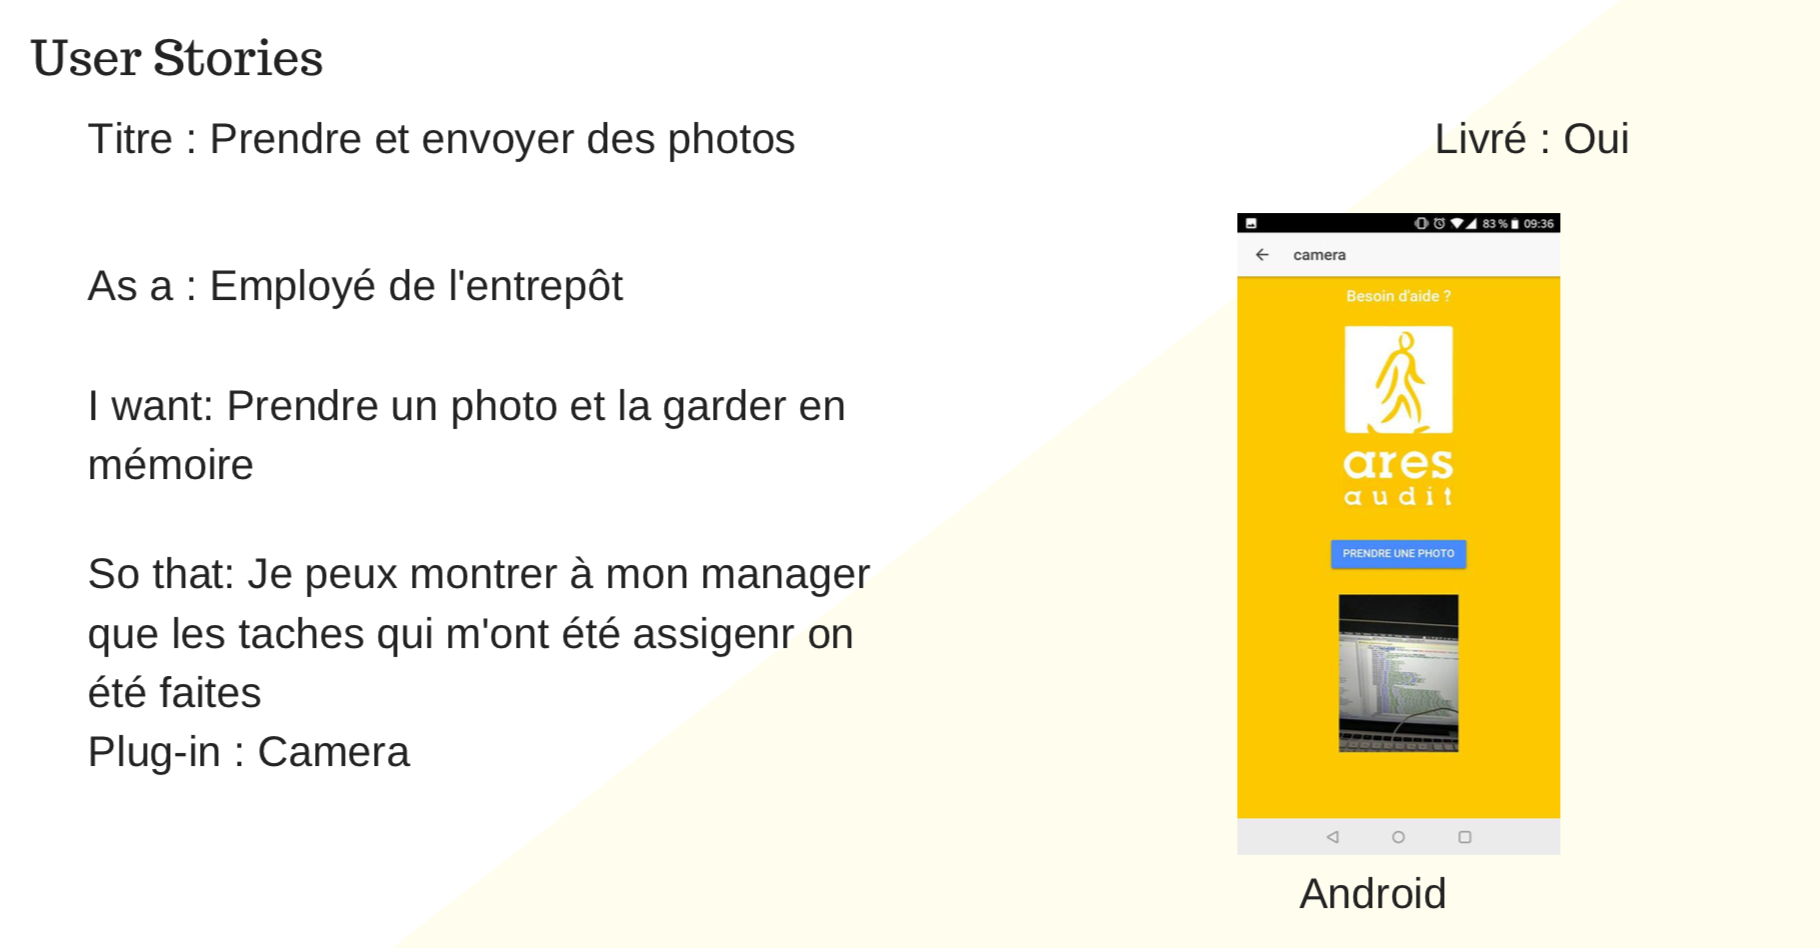 User Stories
Titre : Prendre et envoyer des photos
Livré : Oui
As a : Employé de l'entrepôt
I want: Prendre un photo et la garder en
mémoire
So that: Je peux montrer à mon manager
que les taches qui m'ont été assigenr on
été faites
Plug-in : Camera
83 % 09:36
camera
Besoin d'aide ?
ares
audit
PRENDRE UNE PHOTO
Android